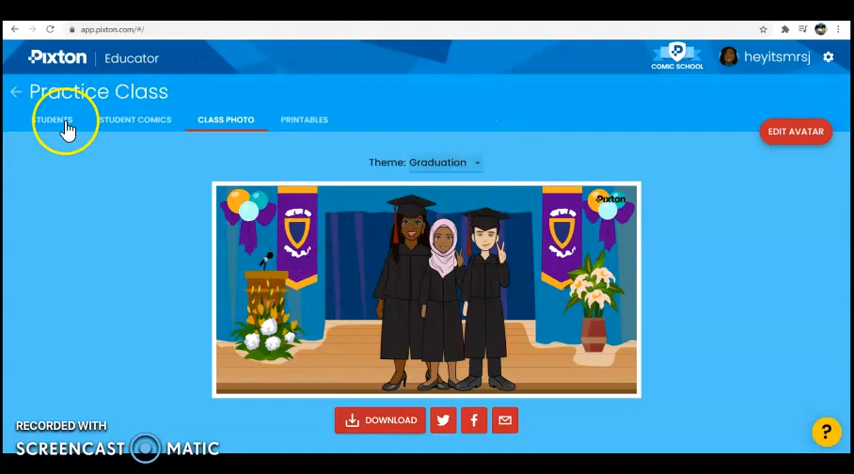 app.pixton.com/#/
Pixton | Educator
COMIC SCHOOL
heyitsmrsj
Practice Class
STUDENTS
STUDENT COMICS
CLASS PHOTO
PRINTABLES
EDIT AVATAR
Theme: Graduation
Pixton
DOWNLOAD
?
RECORDED WITH
SCREENCAST MATIC